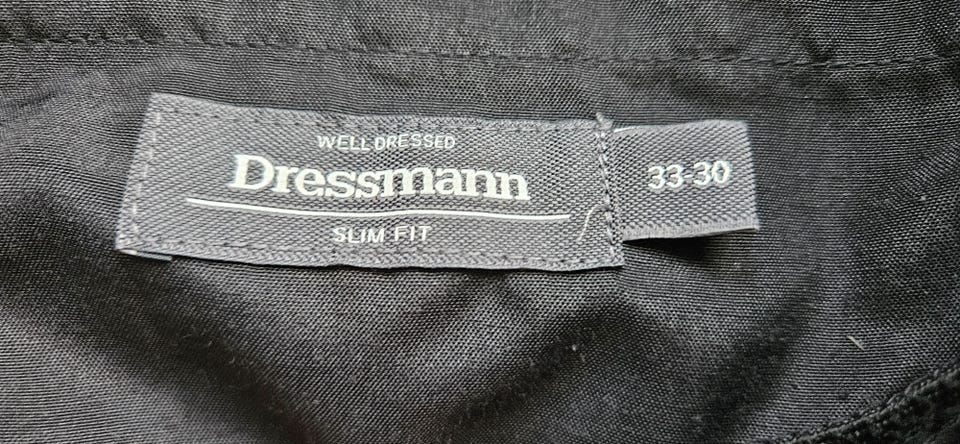 WELL DRESSED
Dressmann
SLIM FIT
33-30